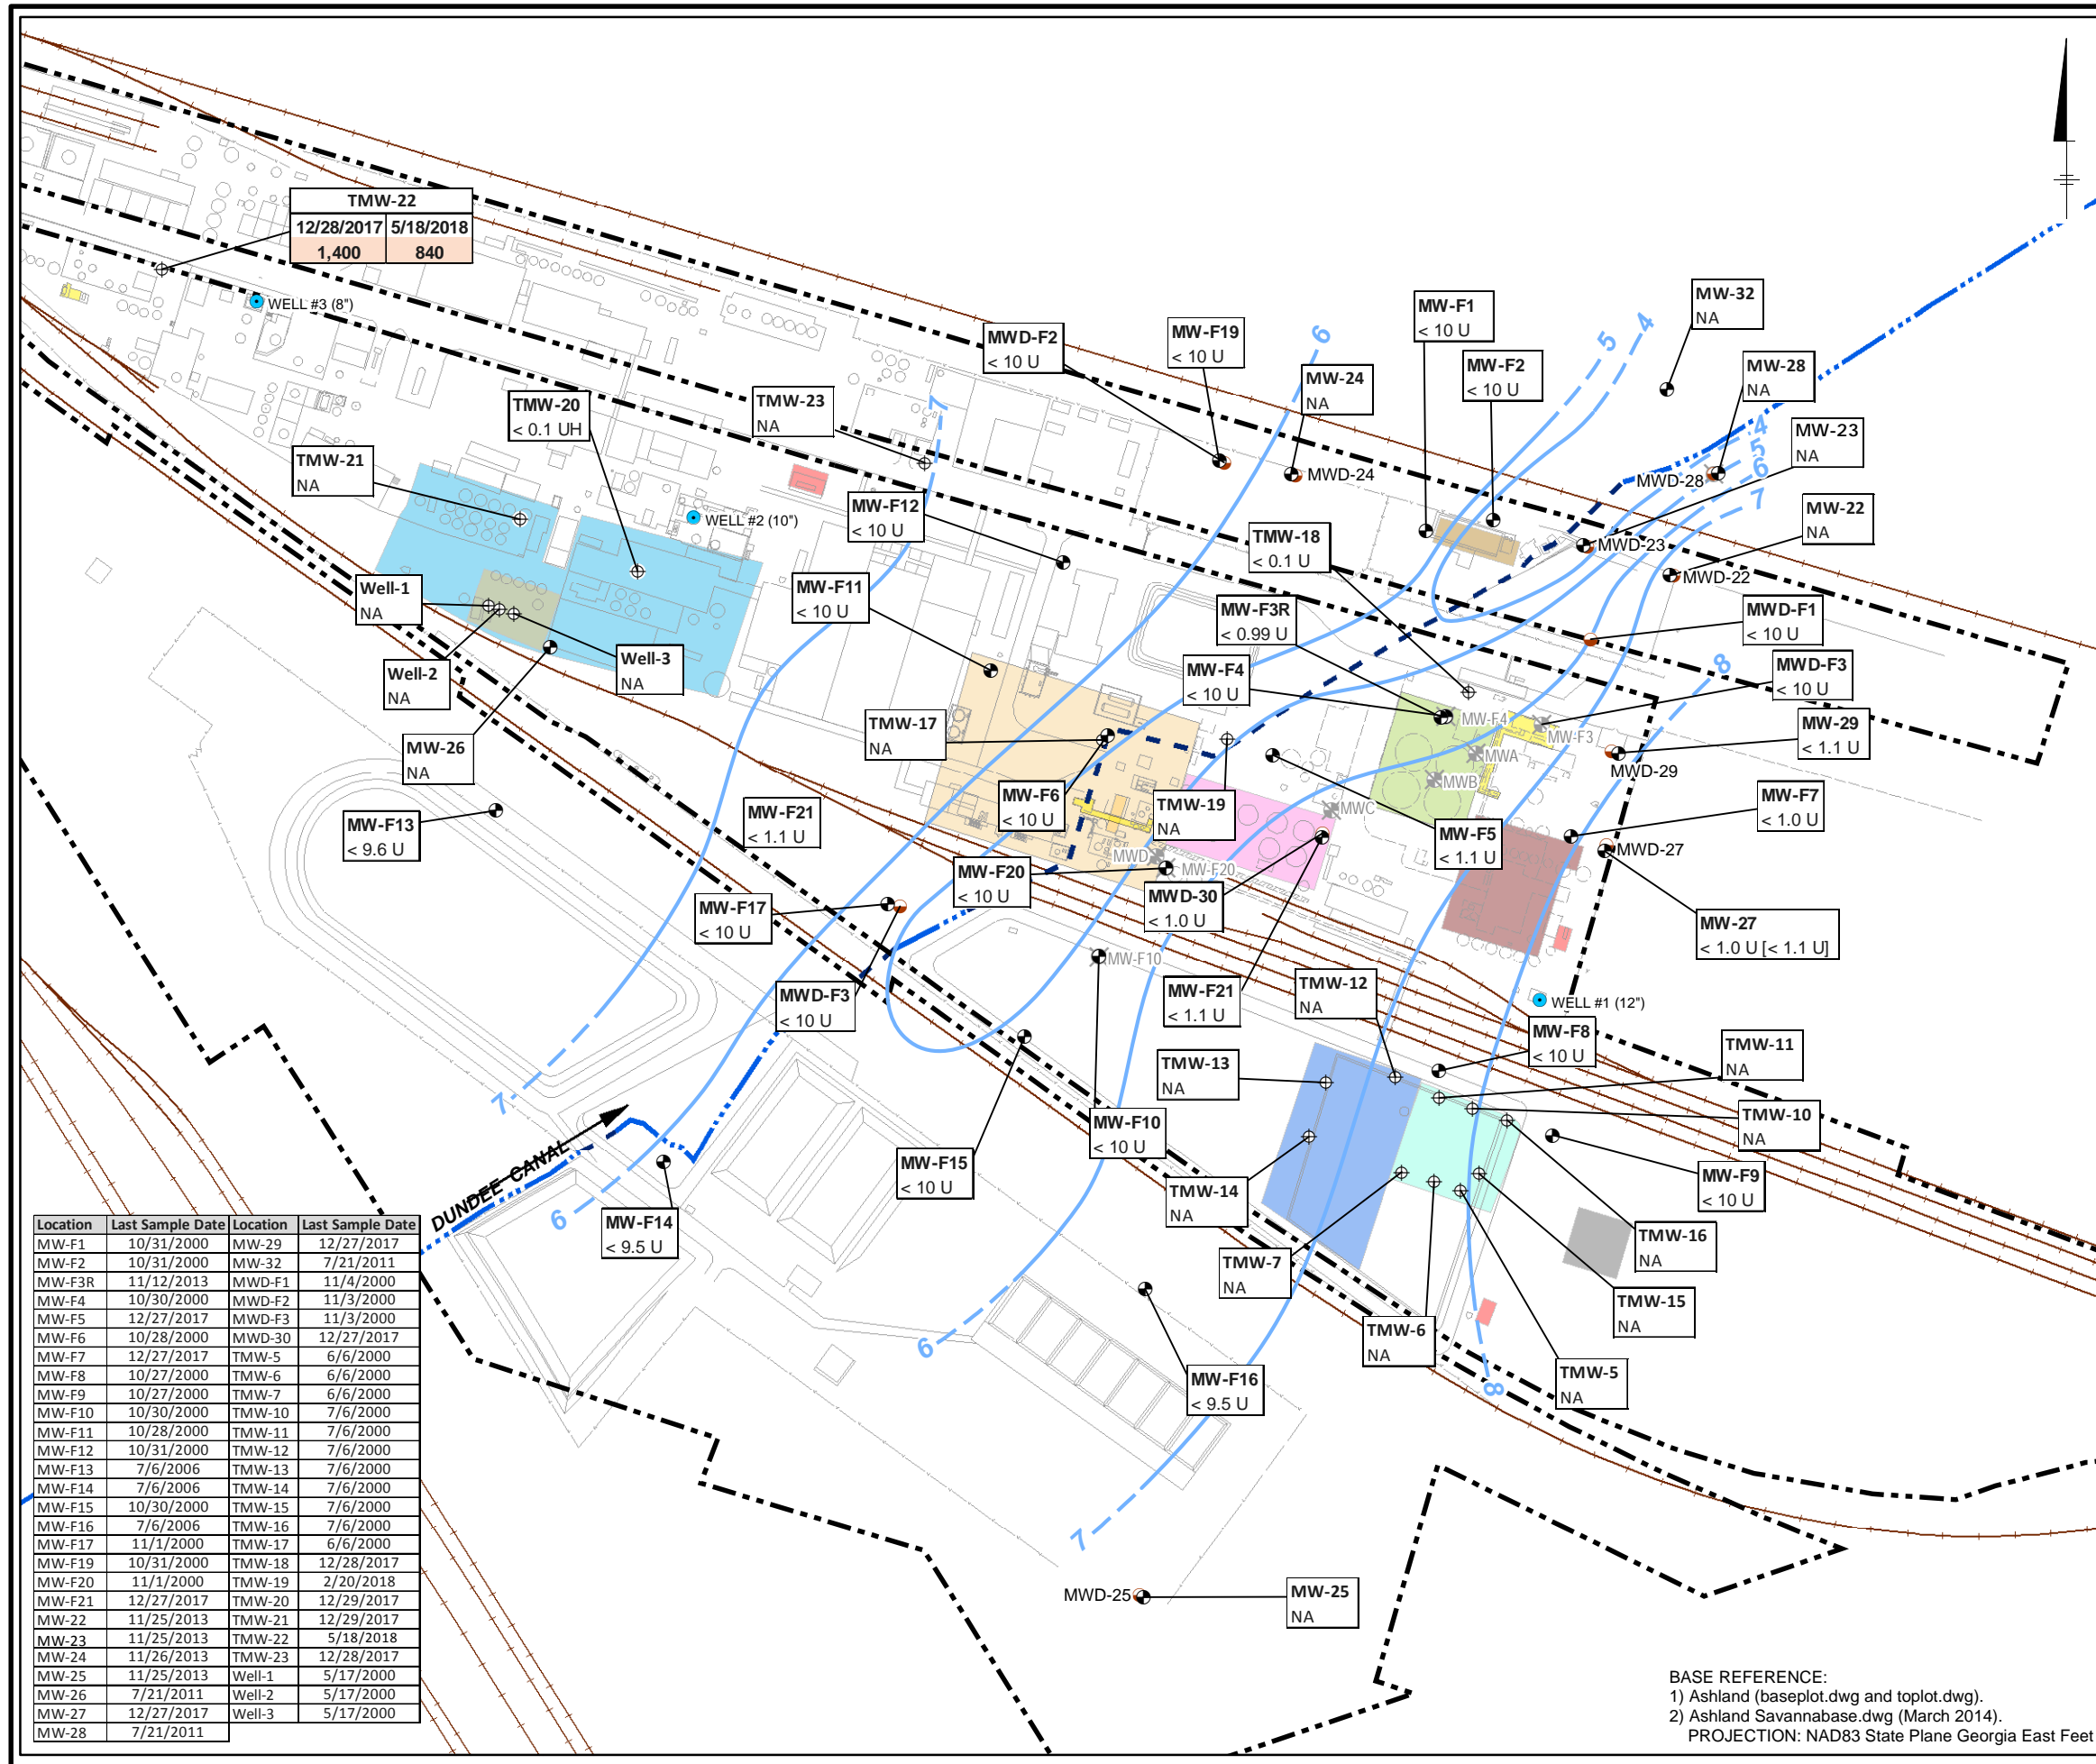 TMW-22
12/28/2017 5/18/2018
1,400 840
WELL #3 (8")
MW-F1
< 10 U
MW-32
NA
MWD-F2
< 10 U
MW-F19
< 10 U
6
5
4
MW-F2
< 10 U
MW-28
NA
MW-24
NA
TMW-20
< 0.1 UH
TMW-23
NA
7
MW-23
NA
4
5
6
7
TMW-21
NA
MWD-24
MWD-28
WELL #2 (10")
MW-F12
< 10 U
MW-22
NA
TMW-18
< 0.1 U
MWD-23
MWD-22
Well-1
NA
MW-F11
< 10 U
MW-F3R
< 0.99 U
MWD-F1
< 10 U
Well-2
NA
Well-3
NA
MW-F4
< 10 U
8
MWD-F3
< 10 U
TMW-17
NA
MW-F4
MW-F3
MW-29
< 1.1 U
MW-26
NA
MWA
MWB
MWD-29
MW-F6
< 10 U
TMW-19
NA
MWC
MW-F7
< 1.0 U
MW-F13
< 9.6 U
MW-F21
< 1.1 U
MW-F5
< 1.1 U
MWD-27
MWD
MW-F20
MW-F20
< 10 U
MWD-30
< 1.0 U
MW-F17
< 10 U
MW-27
< 1.0 U [< 1.1 U]
MW-F10
MWD-F3
< 10 U
MW-F21
< 1.1 U
TMW-12
NA
WELL #1 (12")
MW-F8
< 10 U
TMW-11
NA
TMW-13
NA
7
MW-F10
< 10 U
TMW-10
NA
DUNDEE CANAL
MW-F15
< 10 U
MW-F9
< 10 U
TMW-14
NA
6
MW-F14
< 9.5 U
TMW-16
NA
TMW-7
NA
TMW-15
NA
6
TMW-6
NA
8
TMW-5
NA
MW-F16
< 9.5 U
7
MWD-25
MW-25
NA
Location Last Sample Date Location Last Sample Date
MW-F1 10/31/2000 MW-29 12/27/2017
MW-F2 10/31/2000 MW-32 7/21/2011
MW-F3R 11/12/2013 MWD-F1 11/4/2000
MW-F4 10/30/2000 MWD-F2 11/3/2000
MW-F5 12/27/2017 MWD-F3 11/3/2000
MW-F6 10/28/2000 MWD-30 12/27/2017
MW-F7 12/27/2017 TMW-5 6/6/2000
MW-F8 10/27/2000 TMW-6 6/6/2000
MW-F9 10/27/2000 TMW-7 6/6/2000
MW-F10 10/30/2000 TMW-10 7/6/2000
MW-F11 10/28/2000 TMW-11 7/6/2000
MW-F12 10/31/2000 TMW-12 7/6/2000
MW-F13 7/6/2006 TMW-13 7/6/2000
MW-F14 7/6/2006 TMW-14 7/6/2000
MW-F15 10/30/2000 TMW-15 7/6/2000
MW-F16 7/6/2006 TMW-16 7/6/2000
MW-F17 11/1/2000 TMW-17 6/6/2000
MW-F19 10/31/2000 TMW-18 12/28/2017
MW-F20 11/1/2000 TMW-19 2/20/2018
MW-F21 12/27/2017 TMW-20 12/29/2017
MW-22 11/25/2013 TMW-21 12/29/2017
MW-23 11/25/2013 TMW-22 5/18/2018
MW-24 11/26/2013 TMW-23 12/28/2017
MW-25 11/25/2013 Well-1 5/17/2000
MW-26 7/21/2011 Well-2 5/17/2000
MW-27 12/27/2017 Well-3 5/17/2000
MW-28 7/21/2011
BASE REFERENCE:
1) Ashland (baseplot.dwg and toplot.dwg).
2) Ashland Savannabase.dwg (March 2014).
PROJECTION: NAD83 State Plane Georgia East Feet